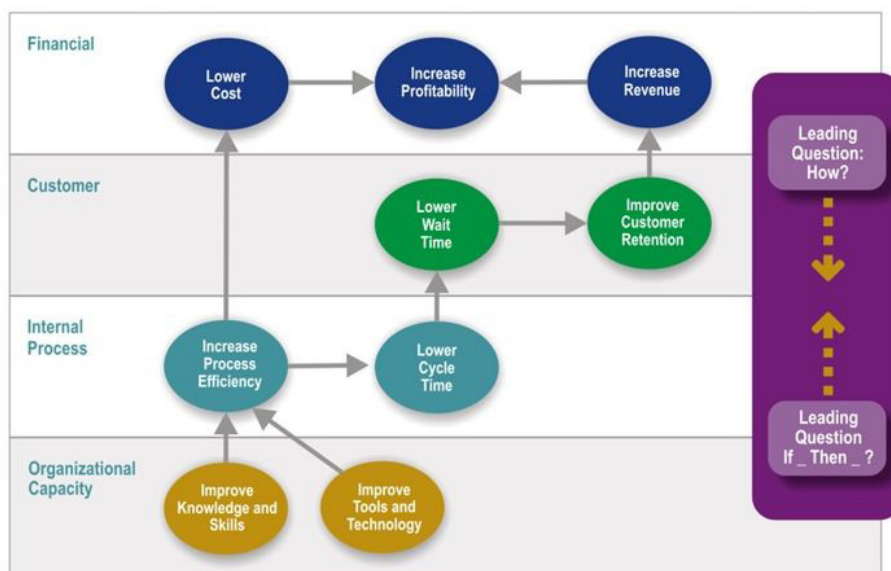 Financial
Lower
Cost
Increase
Profitability
Increase
Revenue
Customer
Lower
Wait
Time
Improve
Customer
Retention
Internal
Process
Increase
Process
Efficiency
Lower
Cycle
Time
Organizational
Capacity
Improve
Knowledge and
Skills
Improve
Tools and
Technology
Leading
Question:
How?
Leading
Question
If _ Then _ ?